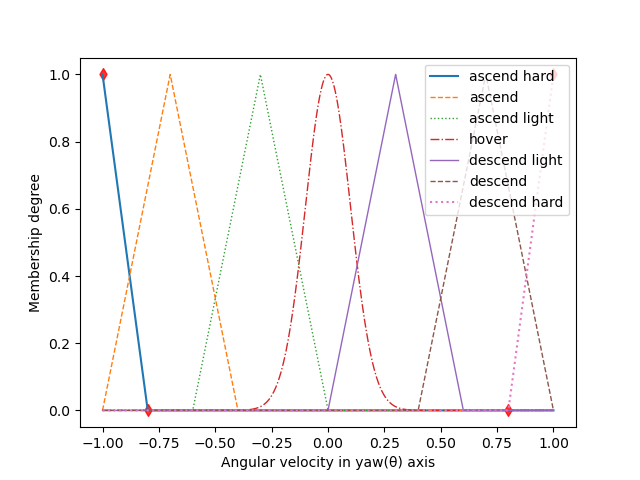 1.0
0.8
0.6
0.4
0.2
0.0
Membership degree
ascend hard
ascend
ascend light
hover
descend light
descend
descend hard
−1.00 −0.75 −0.50 −0.25 0.00 0.25 0.50 0.75 1.00
Angular velocity in yaw(θ) axis